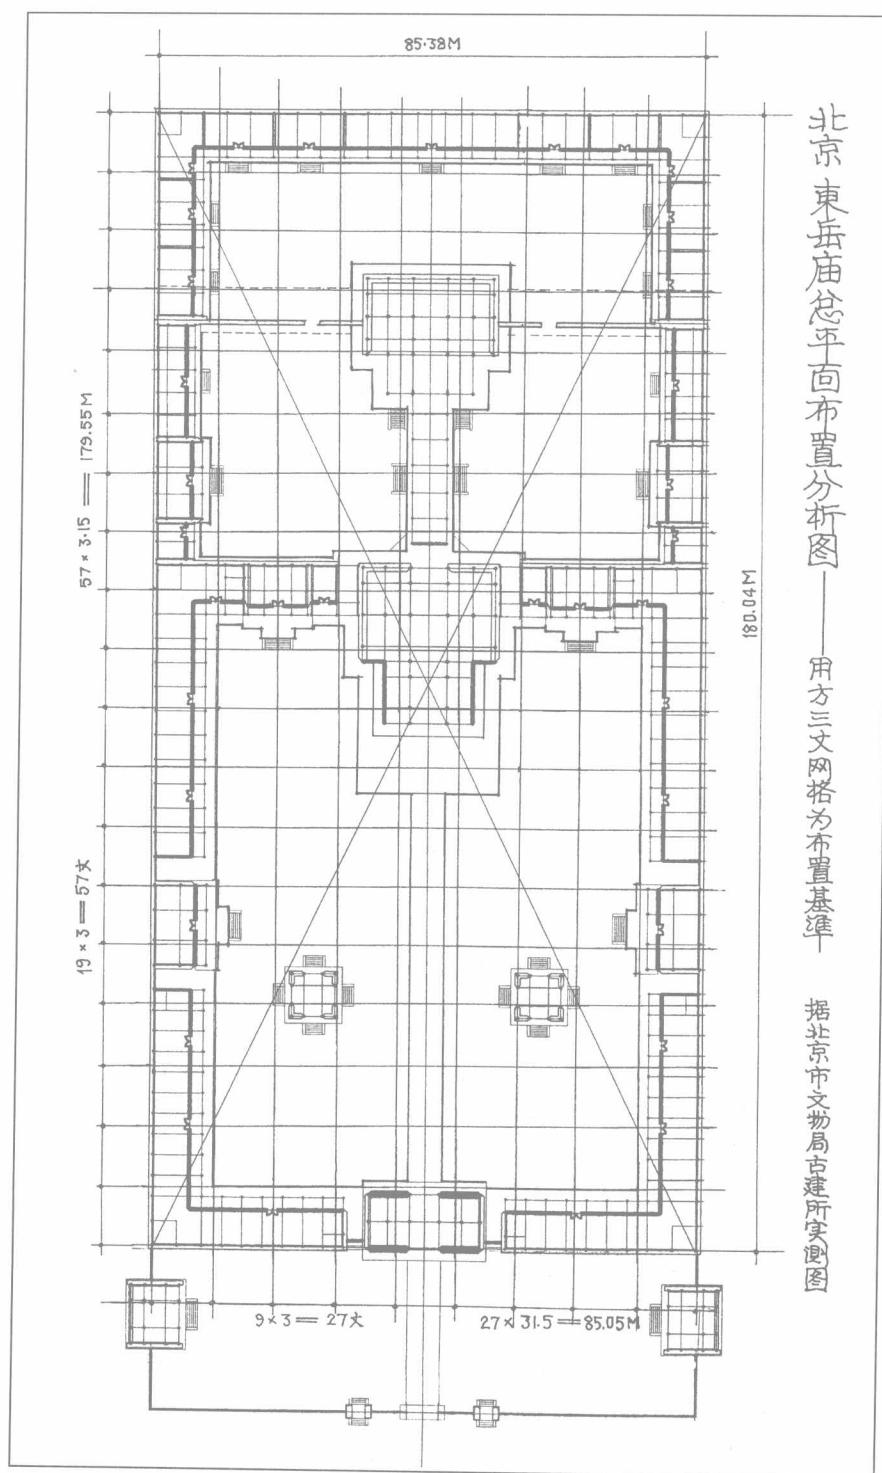 85.38M
北京東岳庙总平面布置分析图——用方三丈网格为布置基準
据北京市文物局古建所实测图
57×3.15=179.55M
180.04M
19×3=57丈
9×3=27丈
27×31.5=85.05M